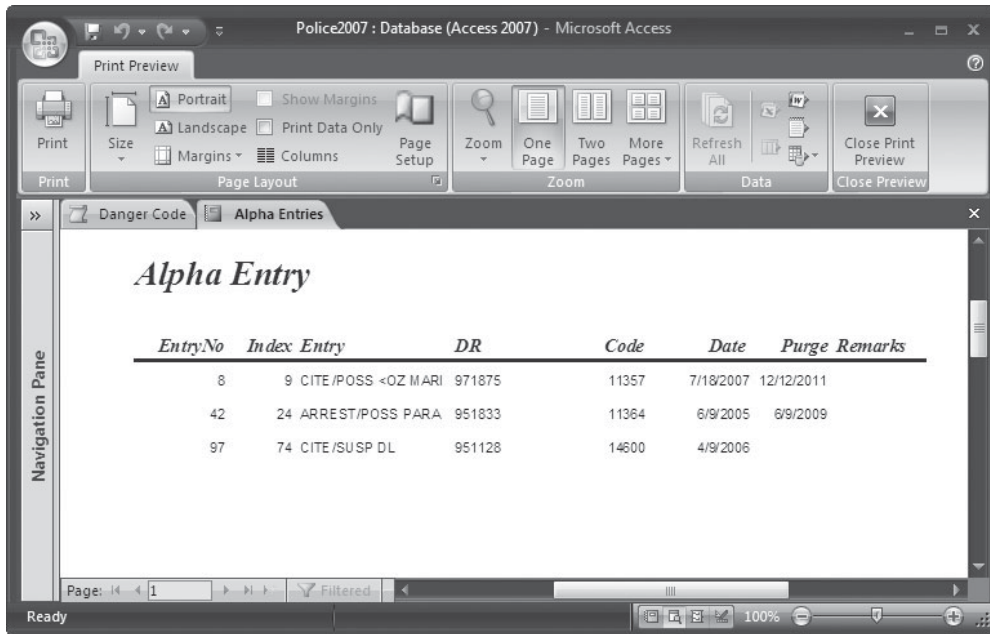 Police2007 : Database (Access 2007) - Microsoft Access
Print Preview
Print
Size
Portrait
Landscape
Margins
Show Margins
Print Data Only
Columns
Page Setup
Zoom
One Page
Two Pages
More Pages
Refresh All
Close Print Preview
Print
Page Layout
Zoom
Data
Close Preview
»
Danger Code
Alpha Entries
Navigation Pane
Alpha Entry
EntryNo Index Entry DR Code Date Purge Remarks
8 9 CITE/POSS <OZ MARI 971875 11357 7/18/2007 12/12/2011
42 24 ARREST/POSS PARA 951833 11364 6/9/2005 6/9/2009
97 74 CITE/SUSP DL 951128 14600 4/9/2006
Page: 1 Filtered
Ready 100%